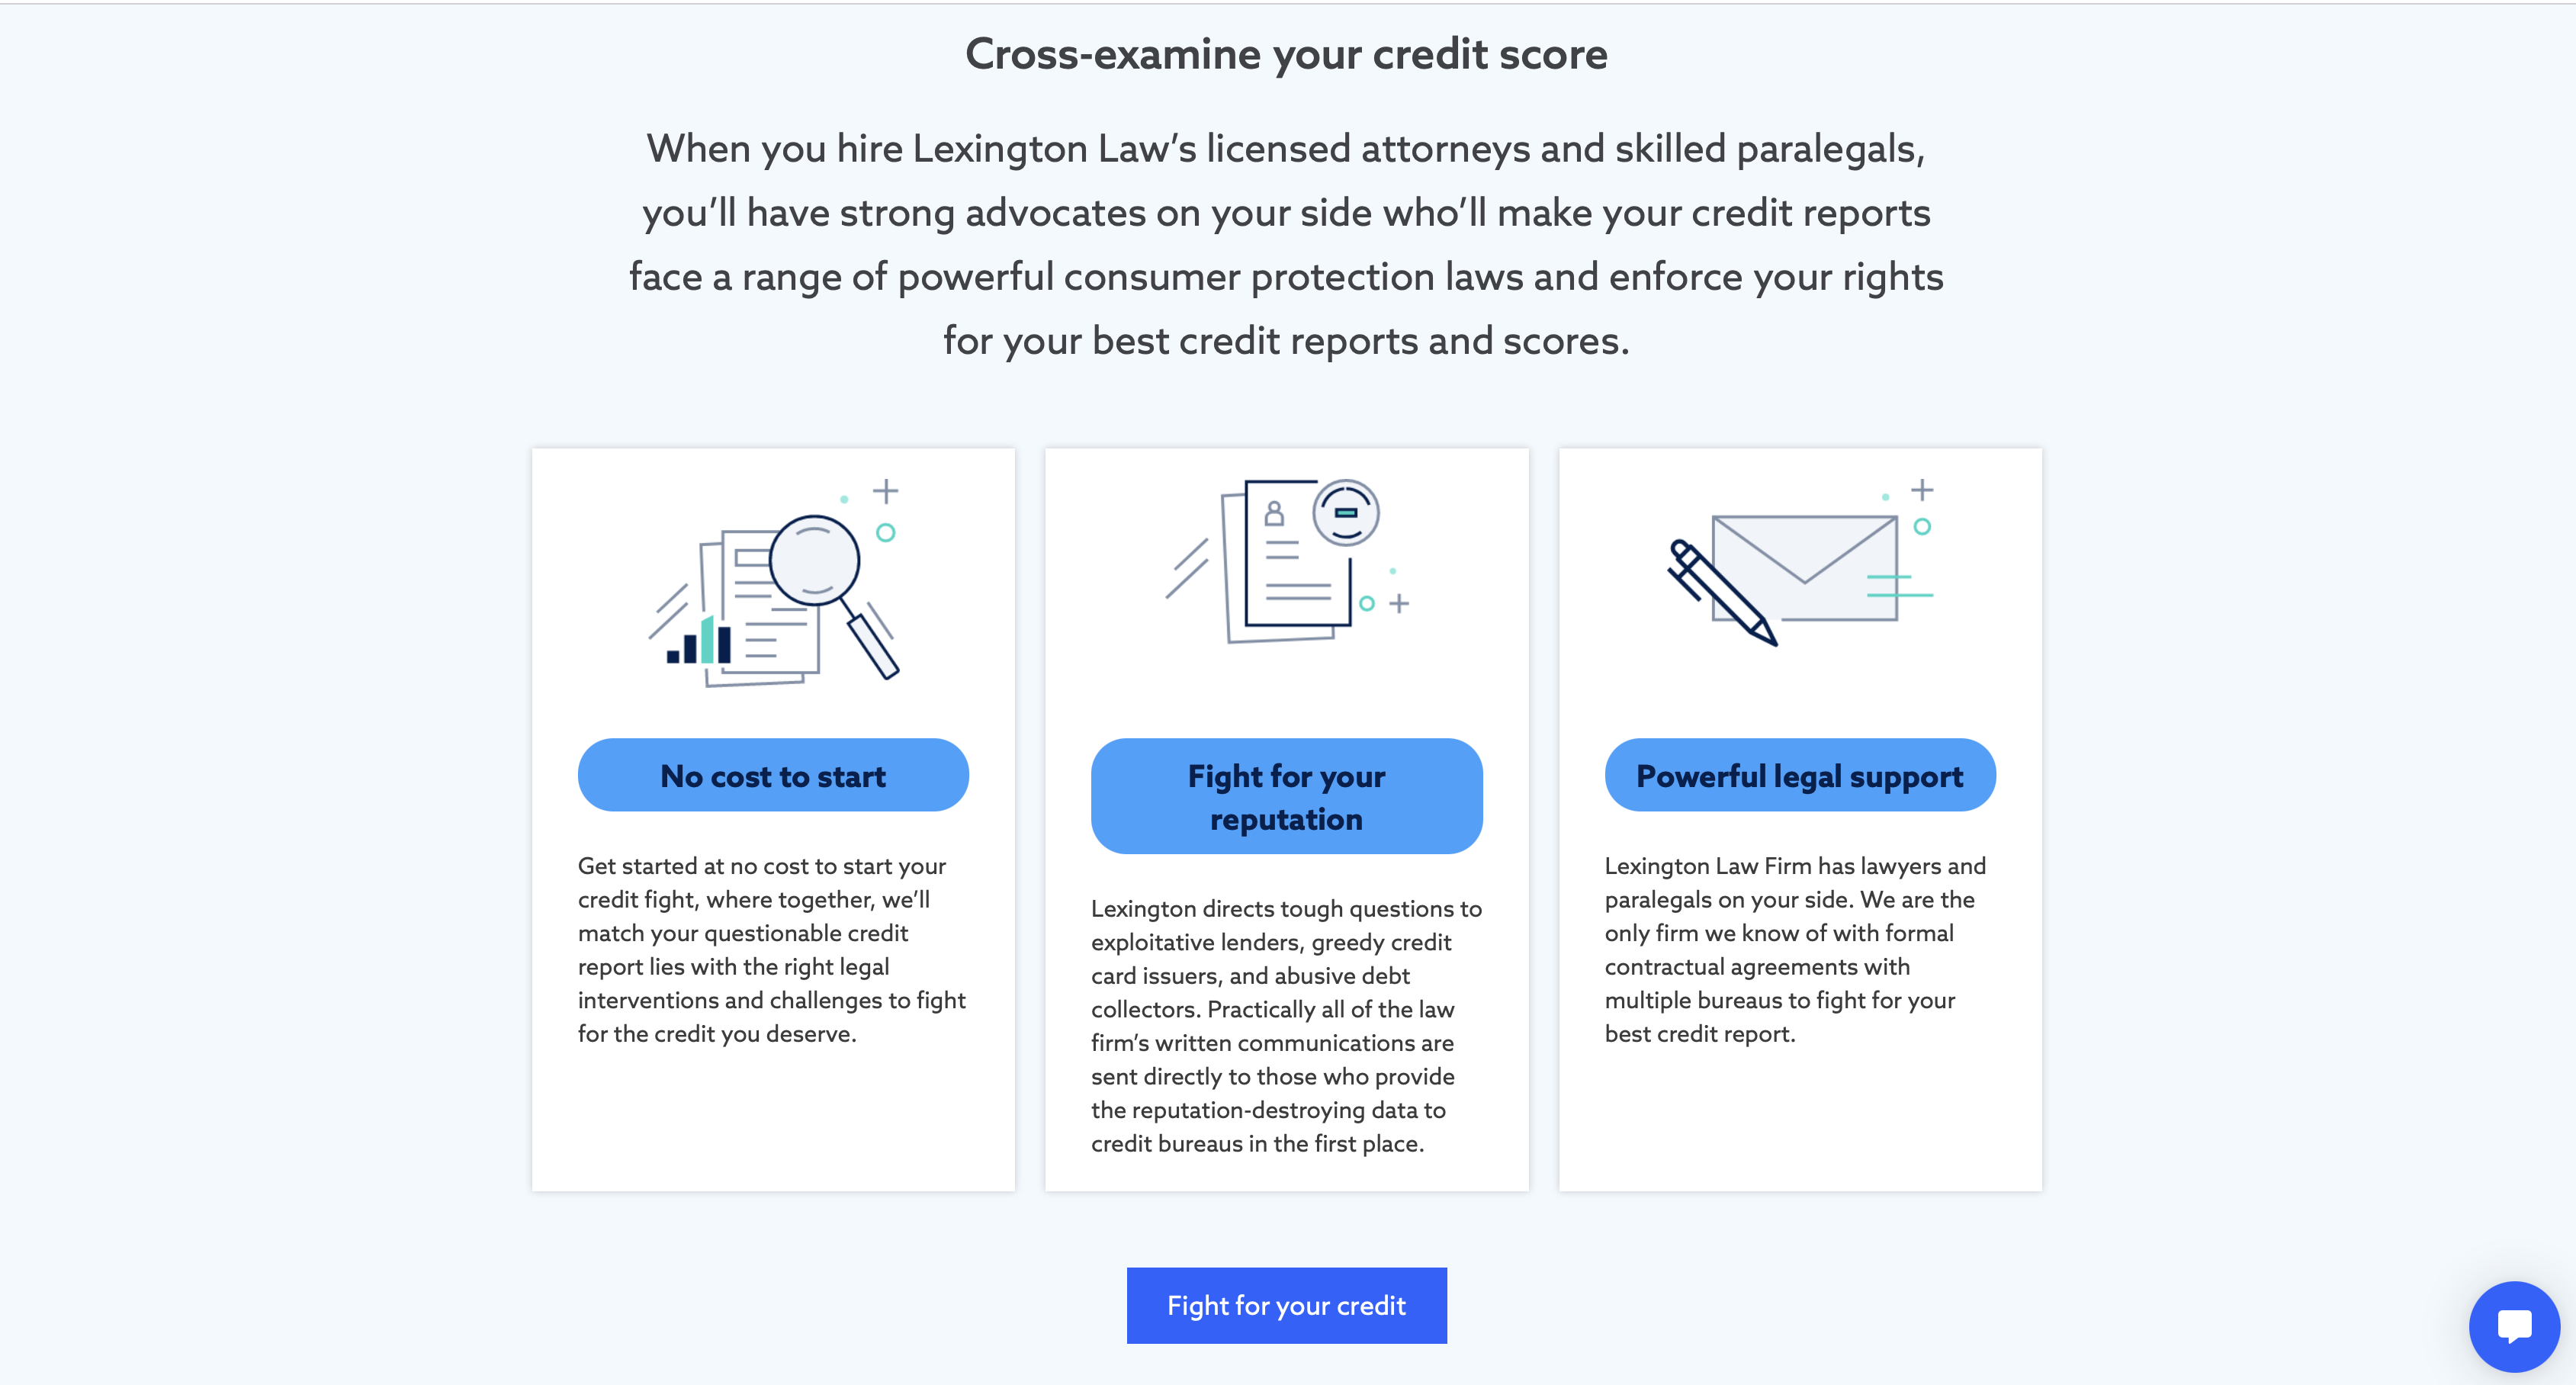 Cross-examine your credit score
When you hire Lexington Law’s licensed attorneys and skilled paralegals,
you’ll have strong advocates on your side who’ll make your credit reports
face a range of powerful consumer protection laws and enforce your rights
for your best credit reports and scores.
No cost to start
Get started at no cost to start your
credit fight, where together, we’ll
match your questionable credit
report lies with the right legal
interventions and challenges to fight
for the credit you deserve.
Fight for your
reputation
Lexington directs tough questions to
exploitative lenders, greedy credit
card issuers, and abusive debt
collectors. Practically all of the law
firm’s written communications are
sent directly to those who provide
the reputation-destroying data to
credit bureaus in the first place.
Powerful legal support
Lexington Law Firm has lawyers and
paralegals on your side. We are the
only firm we know of with formal
contractual agreements with
multiple bureaus to fight for your
best credit report.
Fight for your credit